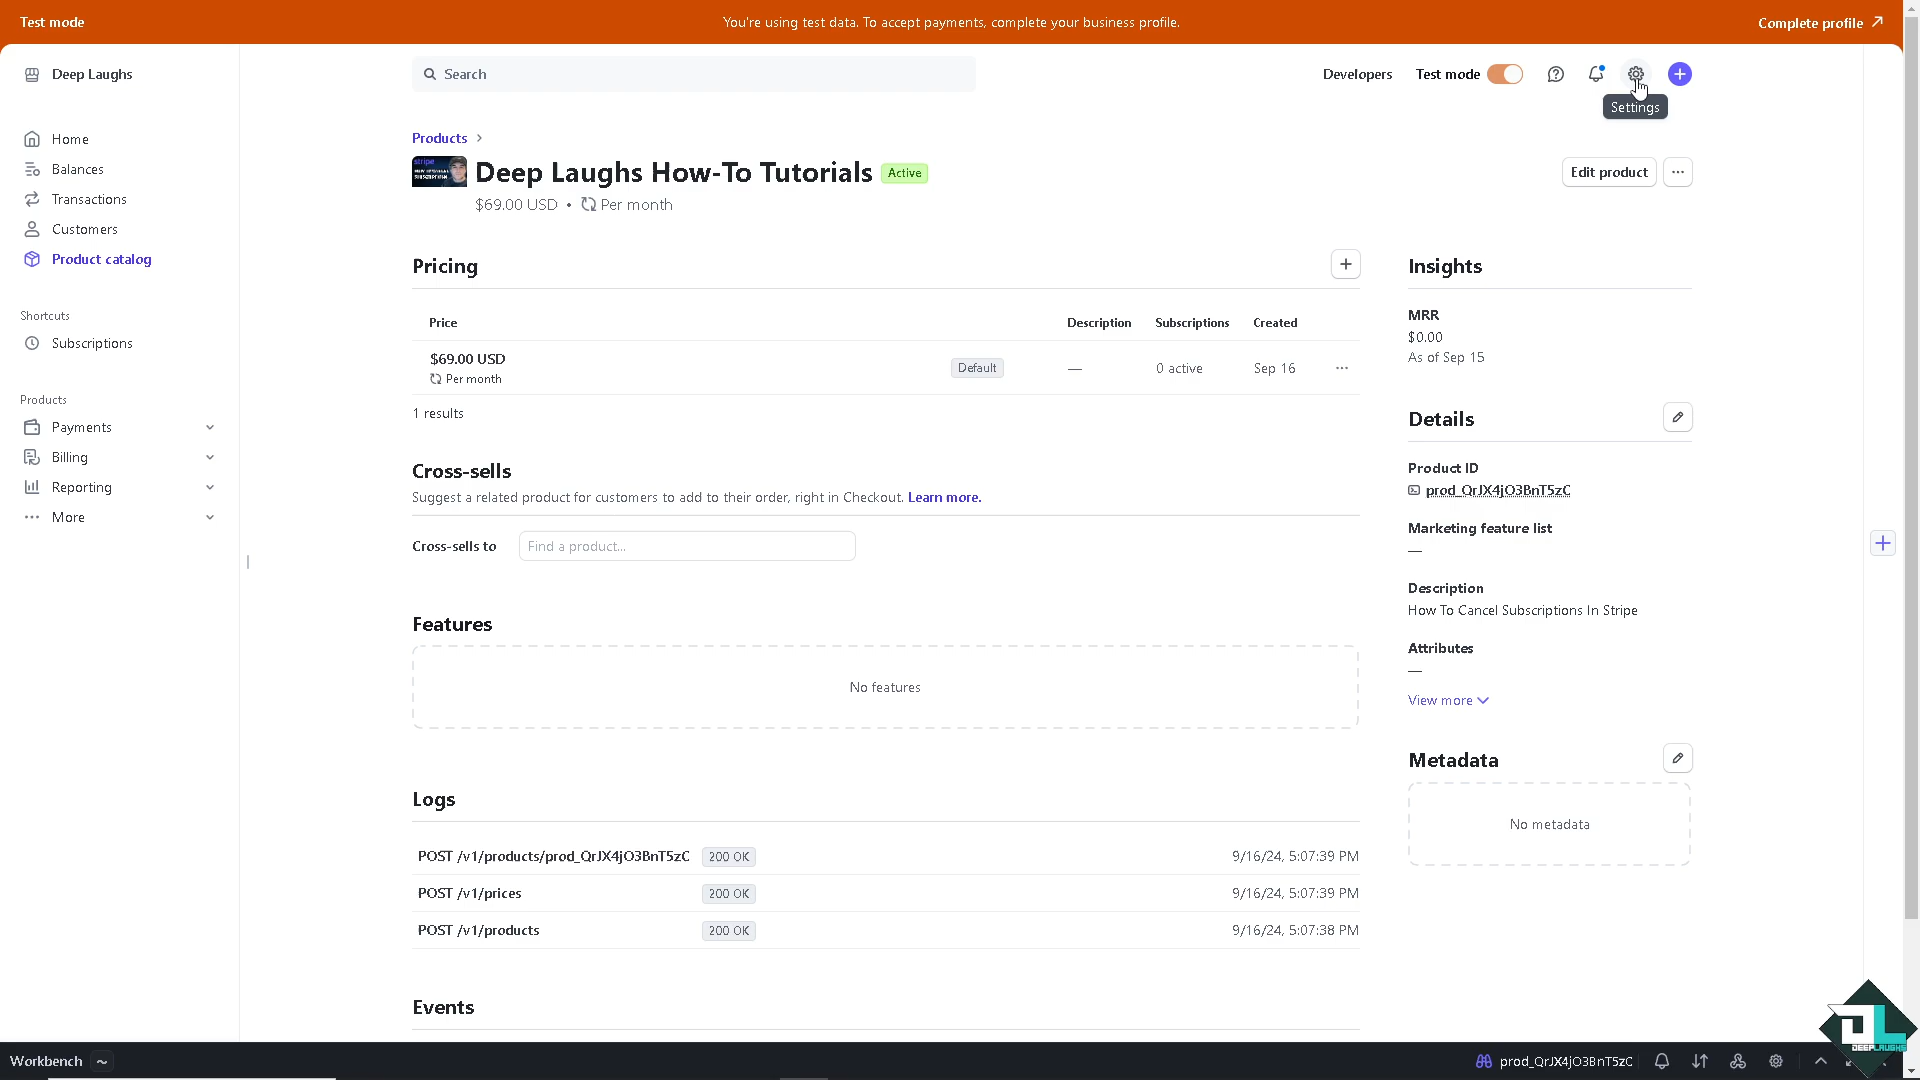 Test mode
You're using test data. To accept payments, complete your business profile.
Complete profile
Deep Laughs
Search
Developers
Test mode
Settings
Home
Balances
Transactions
Customers
Product catalog
Shortcuts
Subscriptions
Products
Payments
Billing
Reporting
More
Products
stripe
Deep Laughs How-To Tutorials
Active
$69.00 USD • Per month
Edit product
Pricing
Price
Description
Subscriptions
Created
$69.00 USD
Per month
Default
—
0 active
Sep 16
1 results
Cross-sells
Suggest a related product for customers to add to their order, right in Checkout. Learn more.
Cross-sells to
Find a product...
Features
No features
Logs
POST /v1/products/prod_QrJX4jO3BnT5zC
200 OK
9/16/24, 5:07:39 PM
POST /v1/prices
200 OK
9/16/24, 5:07:39 PM
POST /v1/products
200 OK
9/16/24, 5:07:38 PM
Events
Insights
MRR
$0.00
As of Sep 15
Details
Product ID
prod_QrJX4jO3BnT5zC
Marketing feature list
—
Description
How To Cancel Subscriptions In Stripe
Attributes
—
View more
Metadata
No metadata
Workbench
prod_QrJX4jO3BnT5zC
DL
DEEPLAUGHS